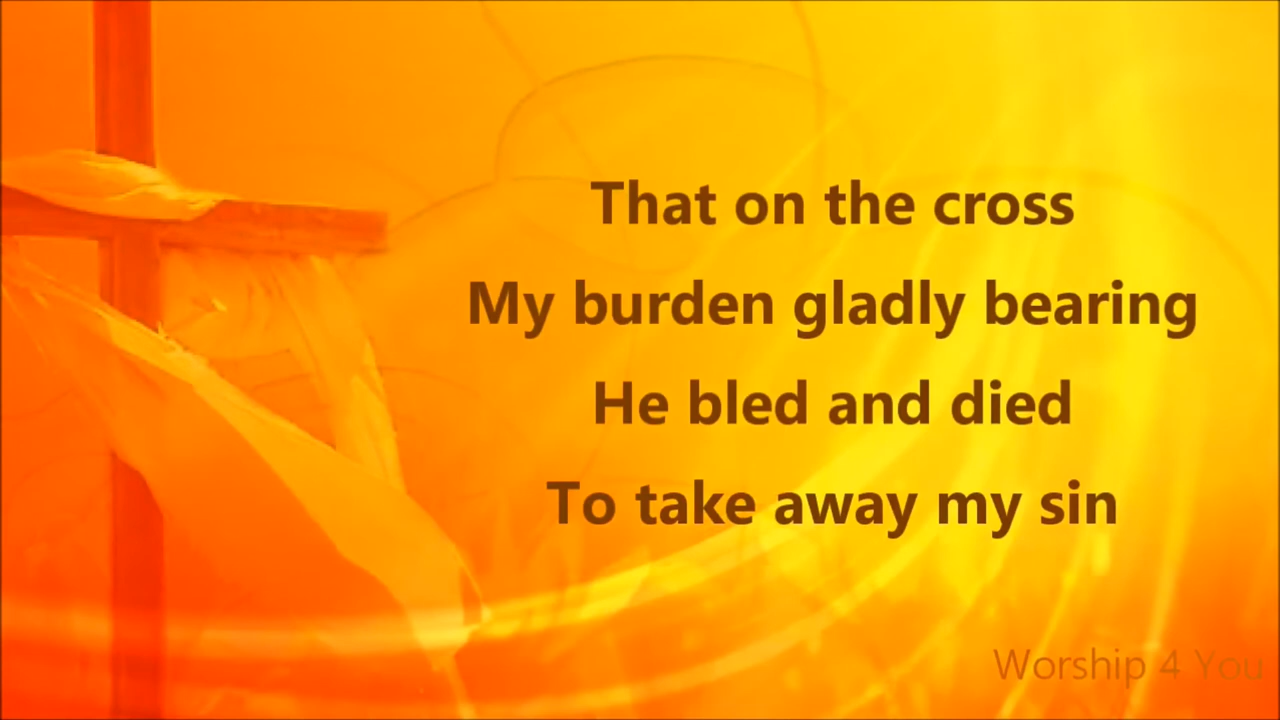 That on the cross
My burden gladly bearing
He bled and died
To take away my sin
Worship 4 You